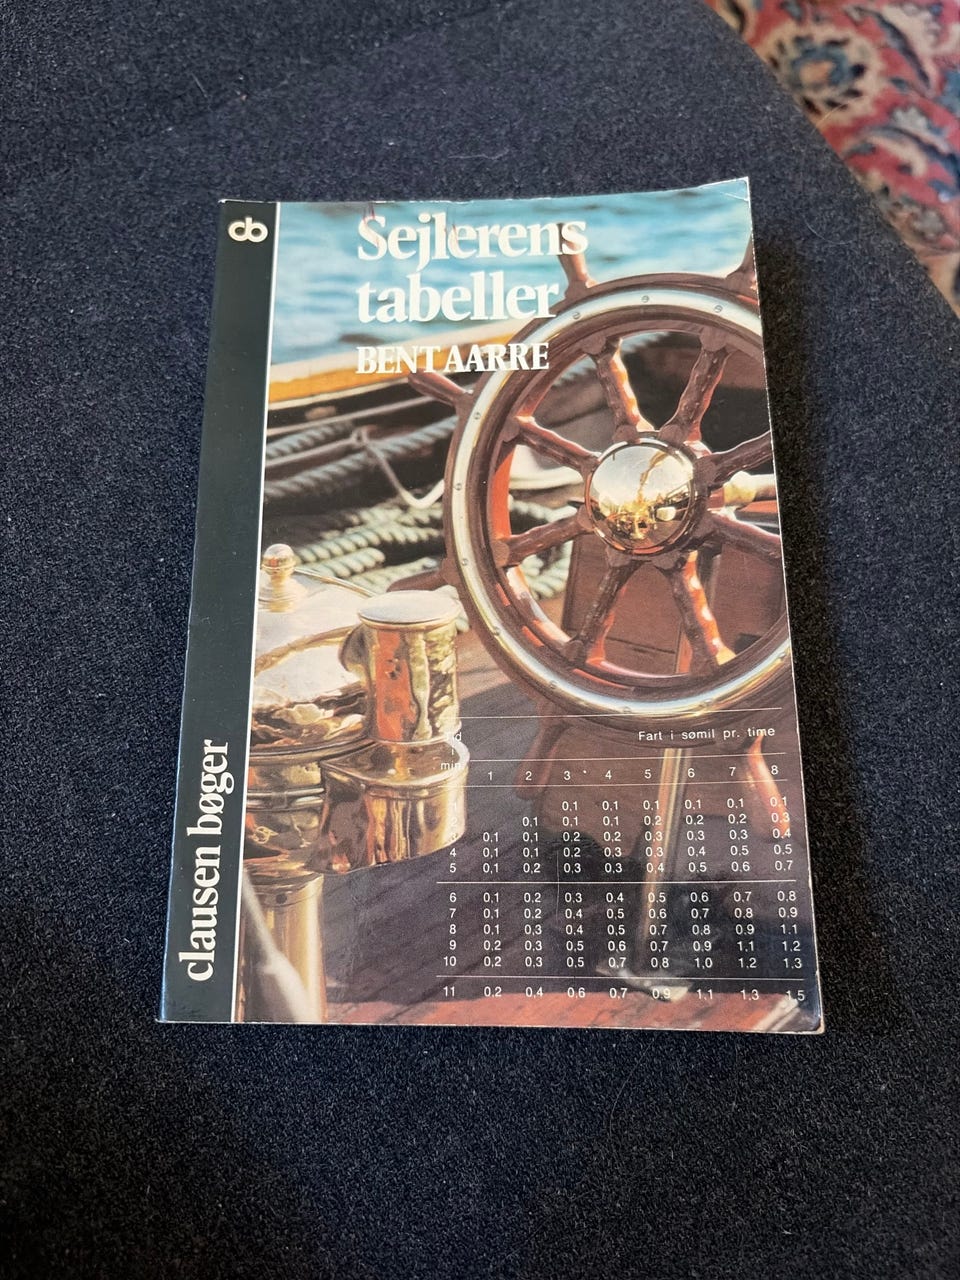 cb
Sejlerens
tabeller
BENT AARRE
clausen bøger
Fart i sømil pr. time
min
1 2 3 4 5 6 7 8
0,1 0,1 0,1 0,1 0,1 0,1
0,1 0,1 0,1 0,2 0,2 0,2 0,3
3 0,1 0,1 0,2 0,2 0,3 0,3 0,3 0,4
4 0,1 0,1 0,2 0,3 0,3 0,4 0,5 0,5
5 0,1 0,2 0,3 0,3 0,4 0,5 0,6 0,7
6 0,1 0,2 0,3 0,4 0,5 0,6 0,7 0,8
7 0,1 0,2 0,4 0,5 0,6 0,7 0,8 0,9
8 0,1 0,3 0,4 0,5 0,7 0,8 0,9 1,1
9 0,2 0,3 0,5 0,6 0,7 0,9 1,1 1,2
10 0,2 0,3 0,5 0,7 0,8 1,0 1,2 1,3
11 0,2 0,4 0,6 0,7 0,9 1,1 1,3 1,5